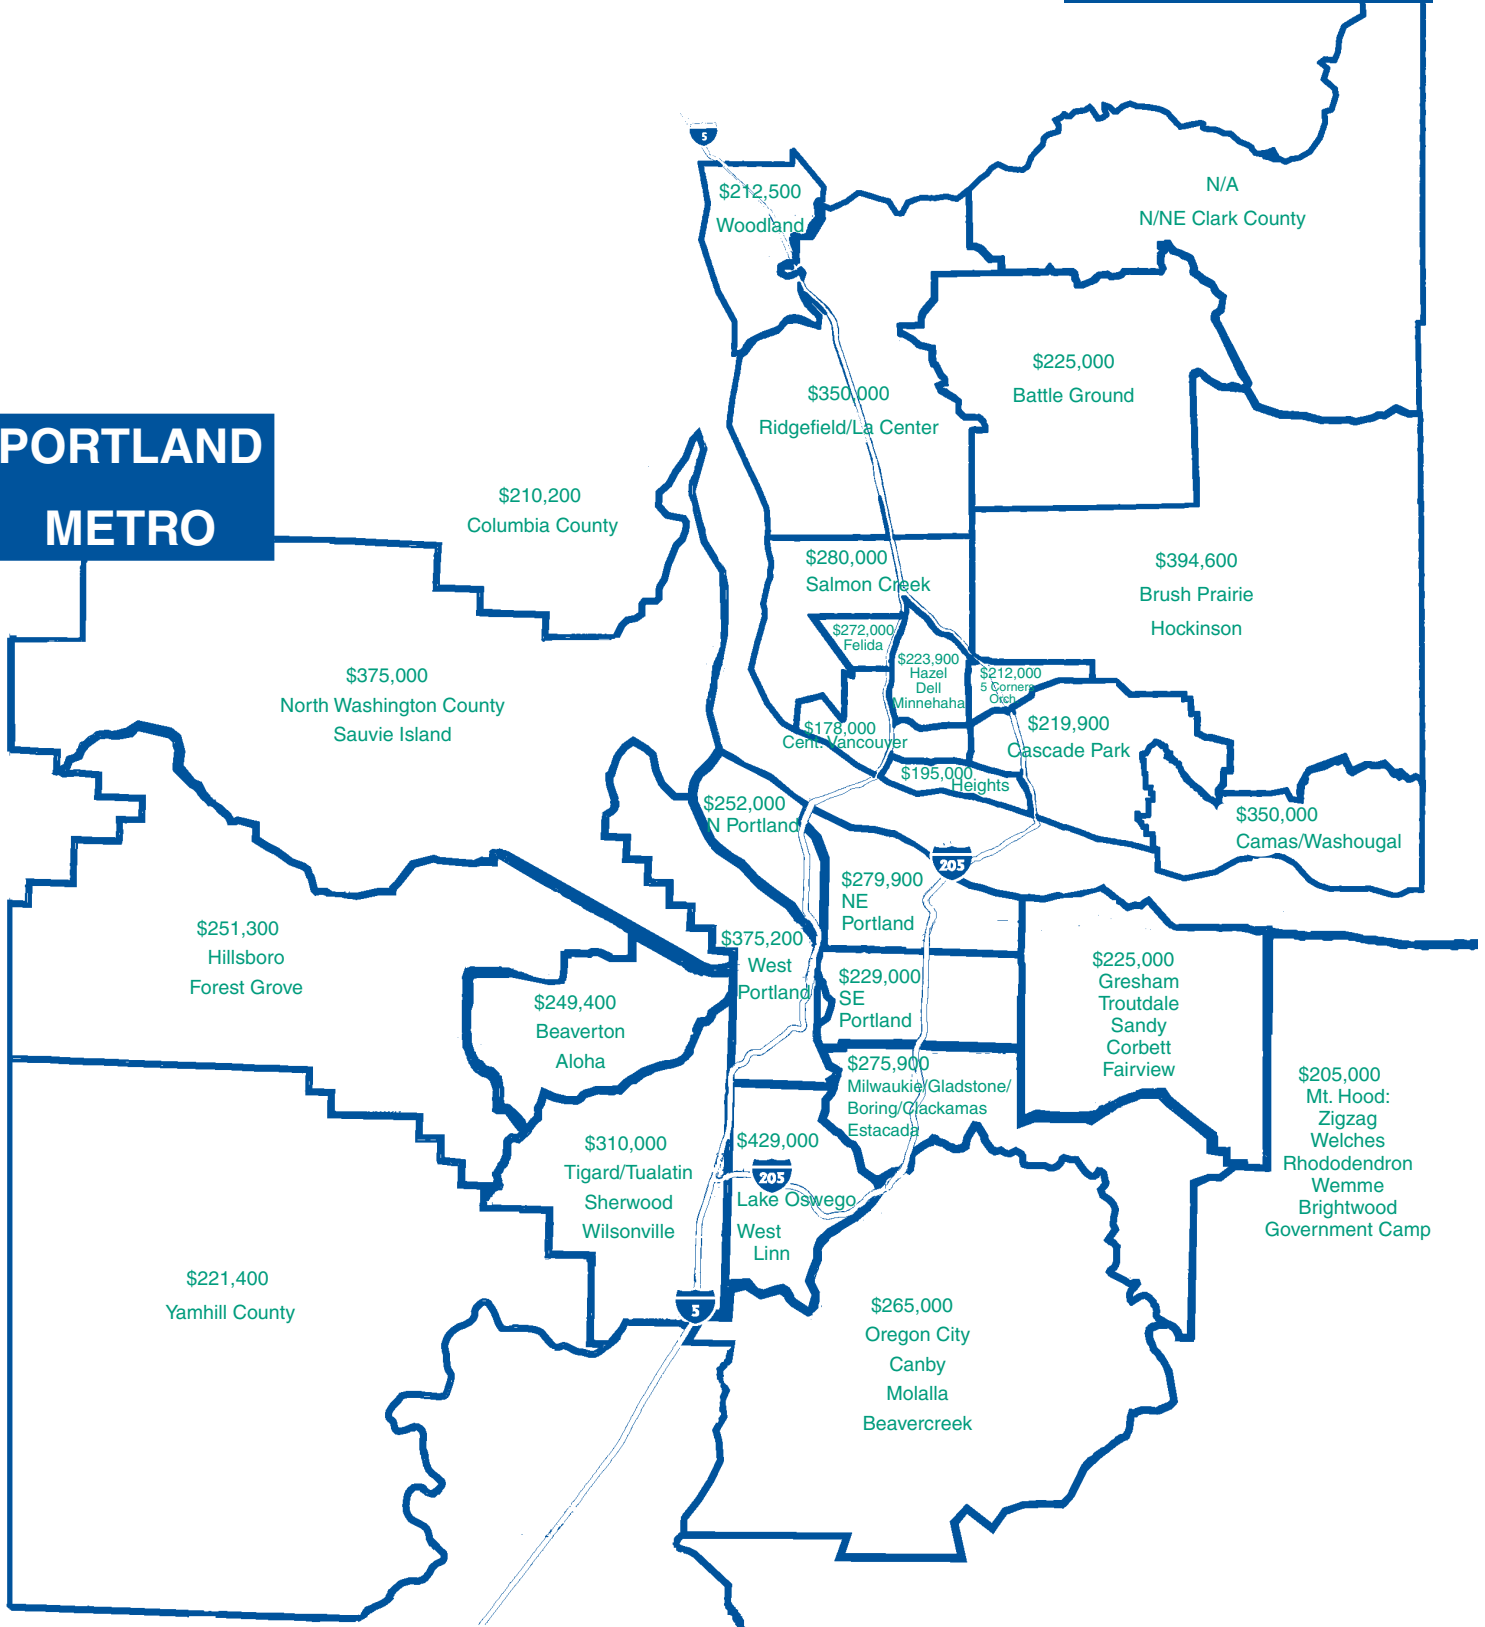 5
$212,500
Woodland
N/A
N/NE Clark County
$225,000
Battle Ground
$350,000
Ridgefield/La Center
PORTLAND
METRO
$210,200
Columbia County
$280,000
Salmon Creek
$394,600
Brush Prairie
Hockinson
$272,000
Felida
$223,900
Hazel
Dell
Minnehaha
$212,000
5 Corners
Orch
$375,000
North Washington County
Sauvie Island
$178,000
Cent. Vancouver
$219,900
Cascade Park
$195,000
Heights
$252,000
N Portland
$350,000
Camas/Washougal
205
$279,900
NE
Portland
$251,300
Hillsboro
Forest Grove
$375,200
West
Portland
$229,000
SE
Portland
$225,000
Gresham
Troutdale
Sandy
Corbett
Fairview
$249,400
Beaverton
Aloha
$275,900
Milwaukie/Gladstone/
Boring/Clackamas
Estacada
$205,000
Mt. Hood:
Zigzag
Welches
Rhododendron
Wemme
Brightwood
Government Camp
$310,000
Tigard/Tualatin
Sherwood
Wilsonville
$429,000
205
Lake Oswego
West
Linn
$221,400
Yamhill County
5
$265,000
Oregon City
Canby
Molalla
Beavercreek